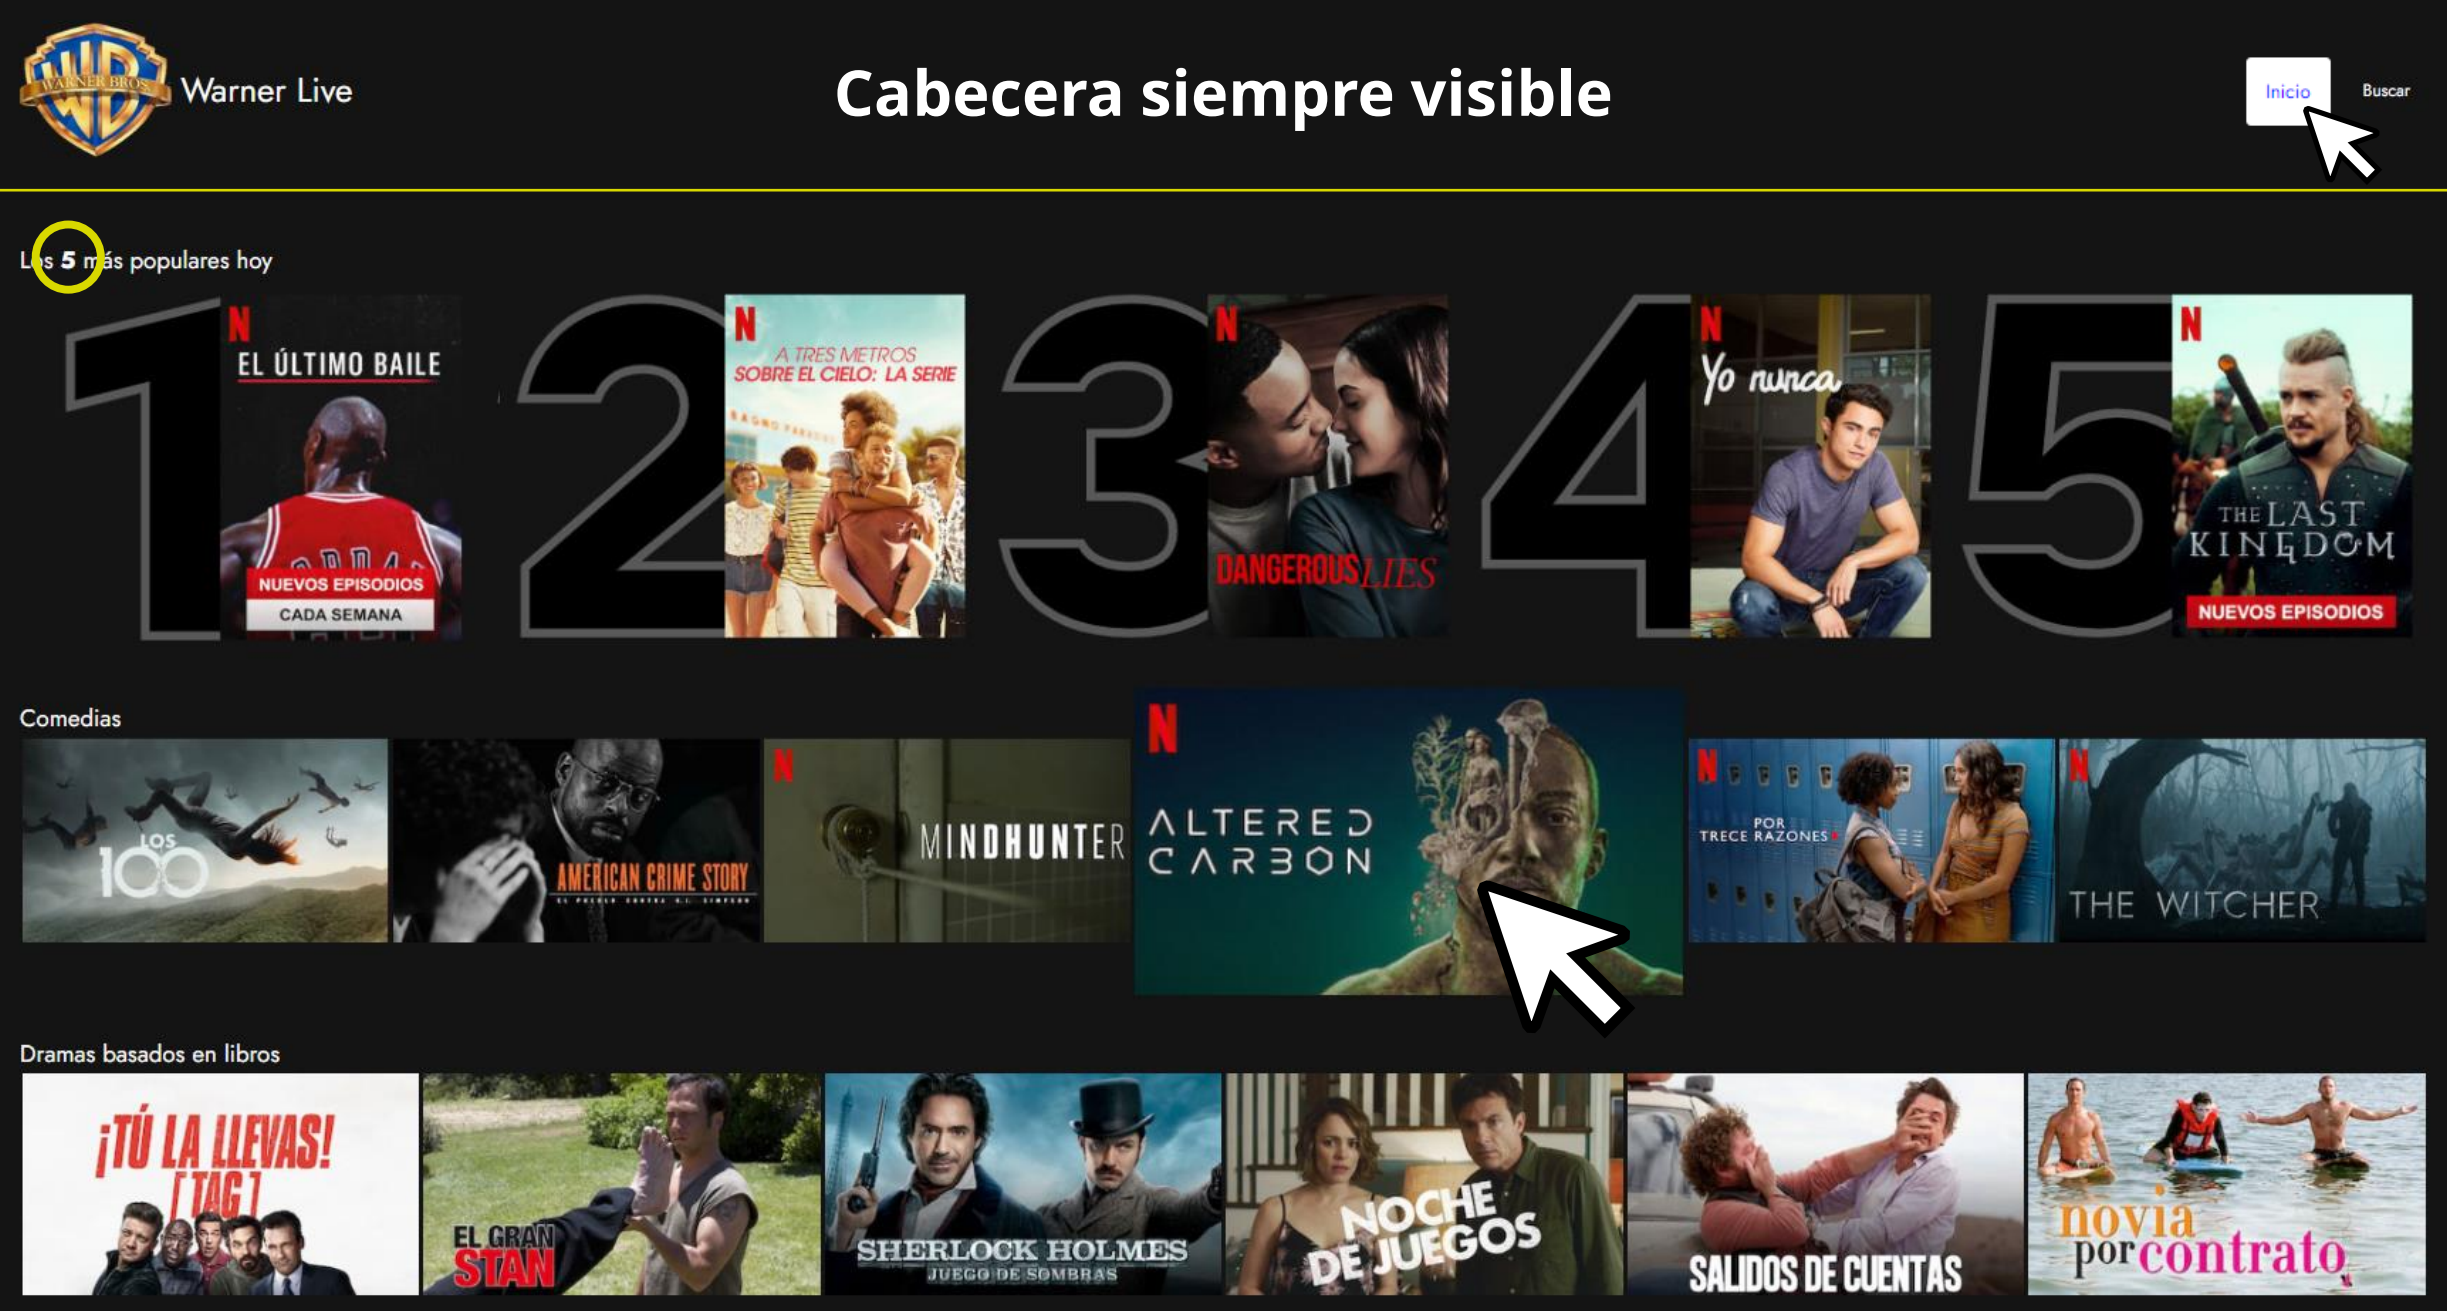 WARNER BROS
Warner Live
Cabecera siempre visible
Inicio
Buscar
Los 5 más populares hoy
1
N
EL ÚLTIMO BAILE
NUEVOS EPISODIOS
CADA SEMANA
2
N
A TRES METROS
SOBRE EL CIELO: LA SERIE
3
N
DANGEROUS LIES
4
N
Yo nunca
5
N
THE LAST
KINGDOM
NUEVOS EPISODIOS
Comedias
LOS
100
AMERICAN CRIME STORY
EL PUEBLO CONTRA O.J. SIMPSON
N
MINDHUNTER
N
ALTERED
CARBON
N
POR
TRECE RAZONES
N
THE WITCHER
Dramas basados en libros
¡TÚ LA LLEVAS!
[TAG]
EL GRAN
STAN
SHERLOCK HOLMES
JUEGO DE SOMBRAS
NOCHE
DE JUEGOS
SALIDOS DE CUENTAS
novia
por contrato